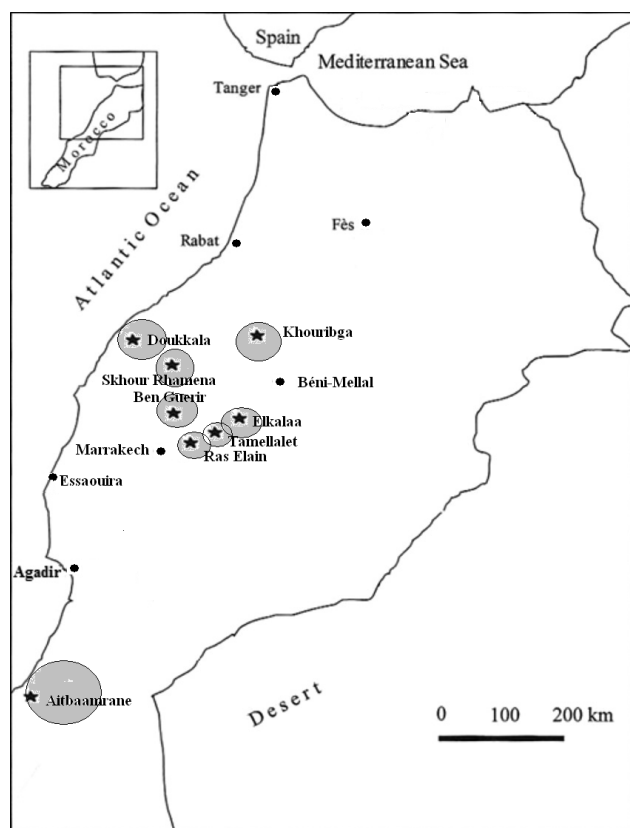 Spain
Mediterranean Sea
Tanger
Morocco
Atlantic Ocean
Fès
Rabat
Khouribga
Doukkala
Skhour Rhamena
Béni-Mellal
Ben Guerir
Elkalaa
Tamellalet
Marrakech
Ras Elain
Essaouira
Agadir
Aitbaamrane
Desert
0 100 200 km